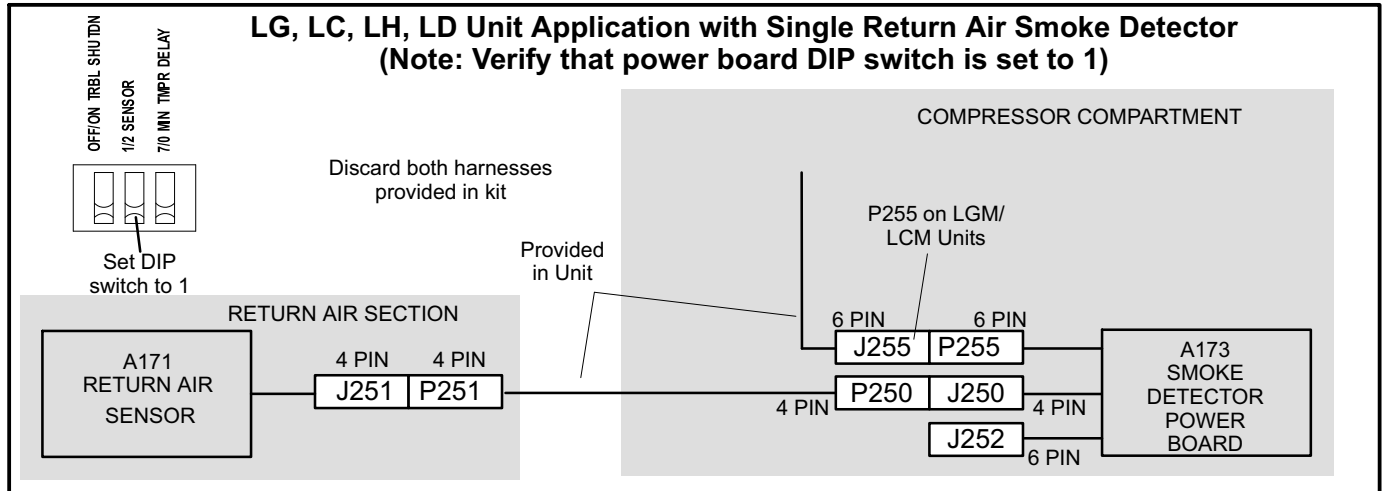 LG, LC, LH, LD Unit Application with Single Return Air Smoke Detector
(Note: Verify that power board DIP switch is set to 1)
OFF/ON TRBL SHUTDN
1/2 SENSOR
7/0 MIN TMPR DELAY
Set DIP
switch to 1
Discard both harnesses
provided in kit
Provided
in Unit
COMPRESSOR COMPARTMENT
P255 on LGM/
LCM Units
RETURN AIR SECTION
A171
RETURN AIR
SENSOR
4 PIN 4 PIN
J251 P251
6 PIN 6 PIN
J255 P255
4 PIN P250 J250 4 PIN
J252 6 PIN
A173
SMOKE
DETECTOR
POWER
BOARD